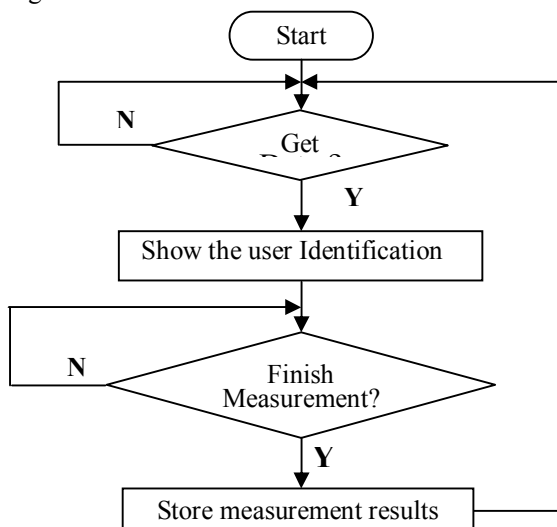 Start
N
Get
Y
Show the user Identification
N
Finish
Measurement?
Y
Store measurement results